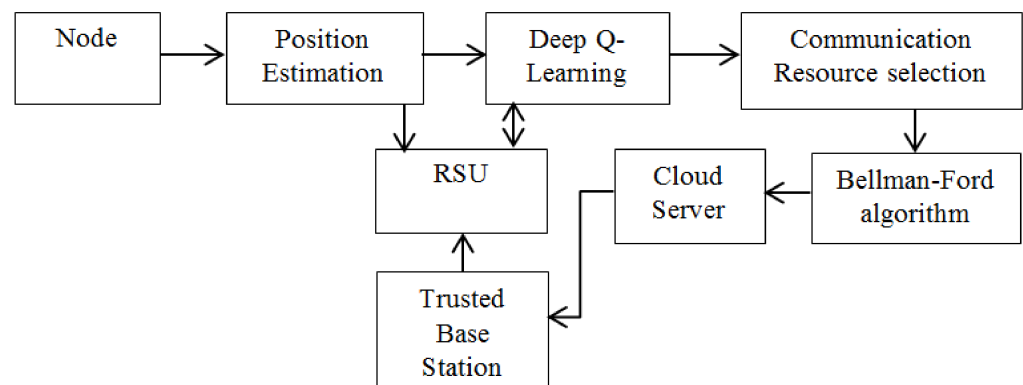 Node
Position
Estimation
Deep Q-
Learning
Communication
Resource selection
RSU
Cloud
Server
Bellman-Ford
algorithm
Trusted
Base
Station